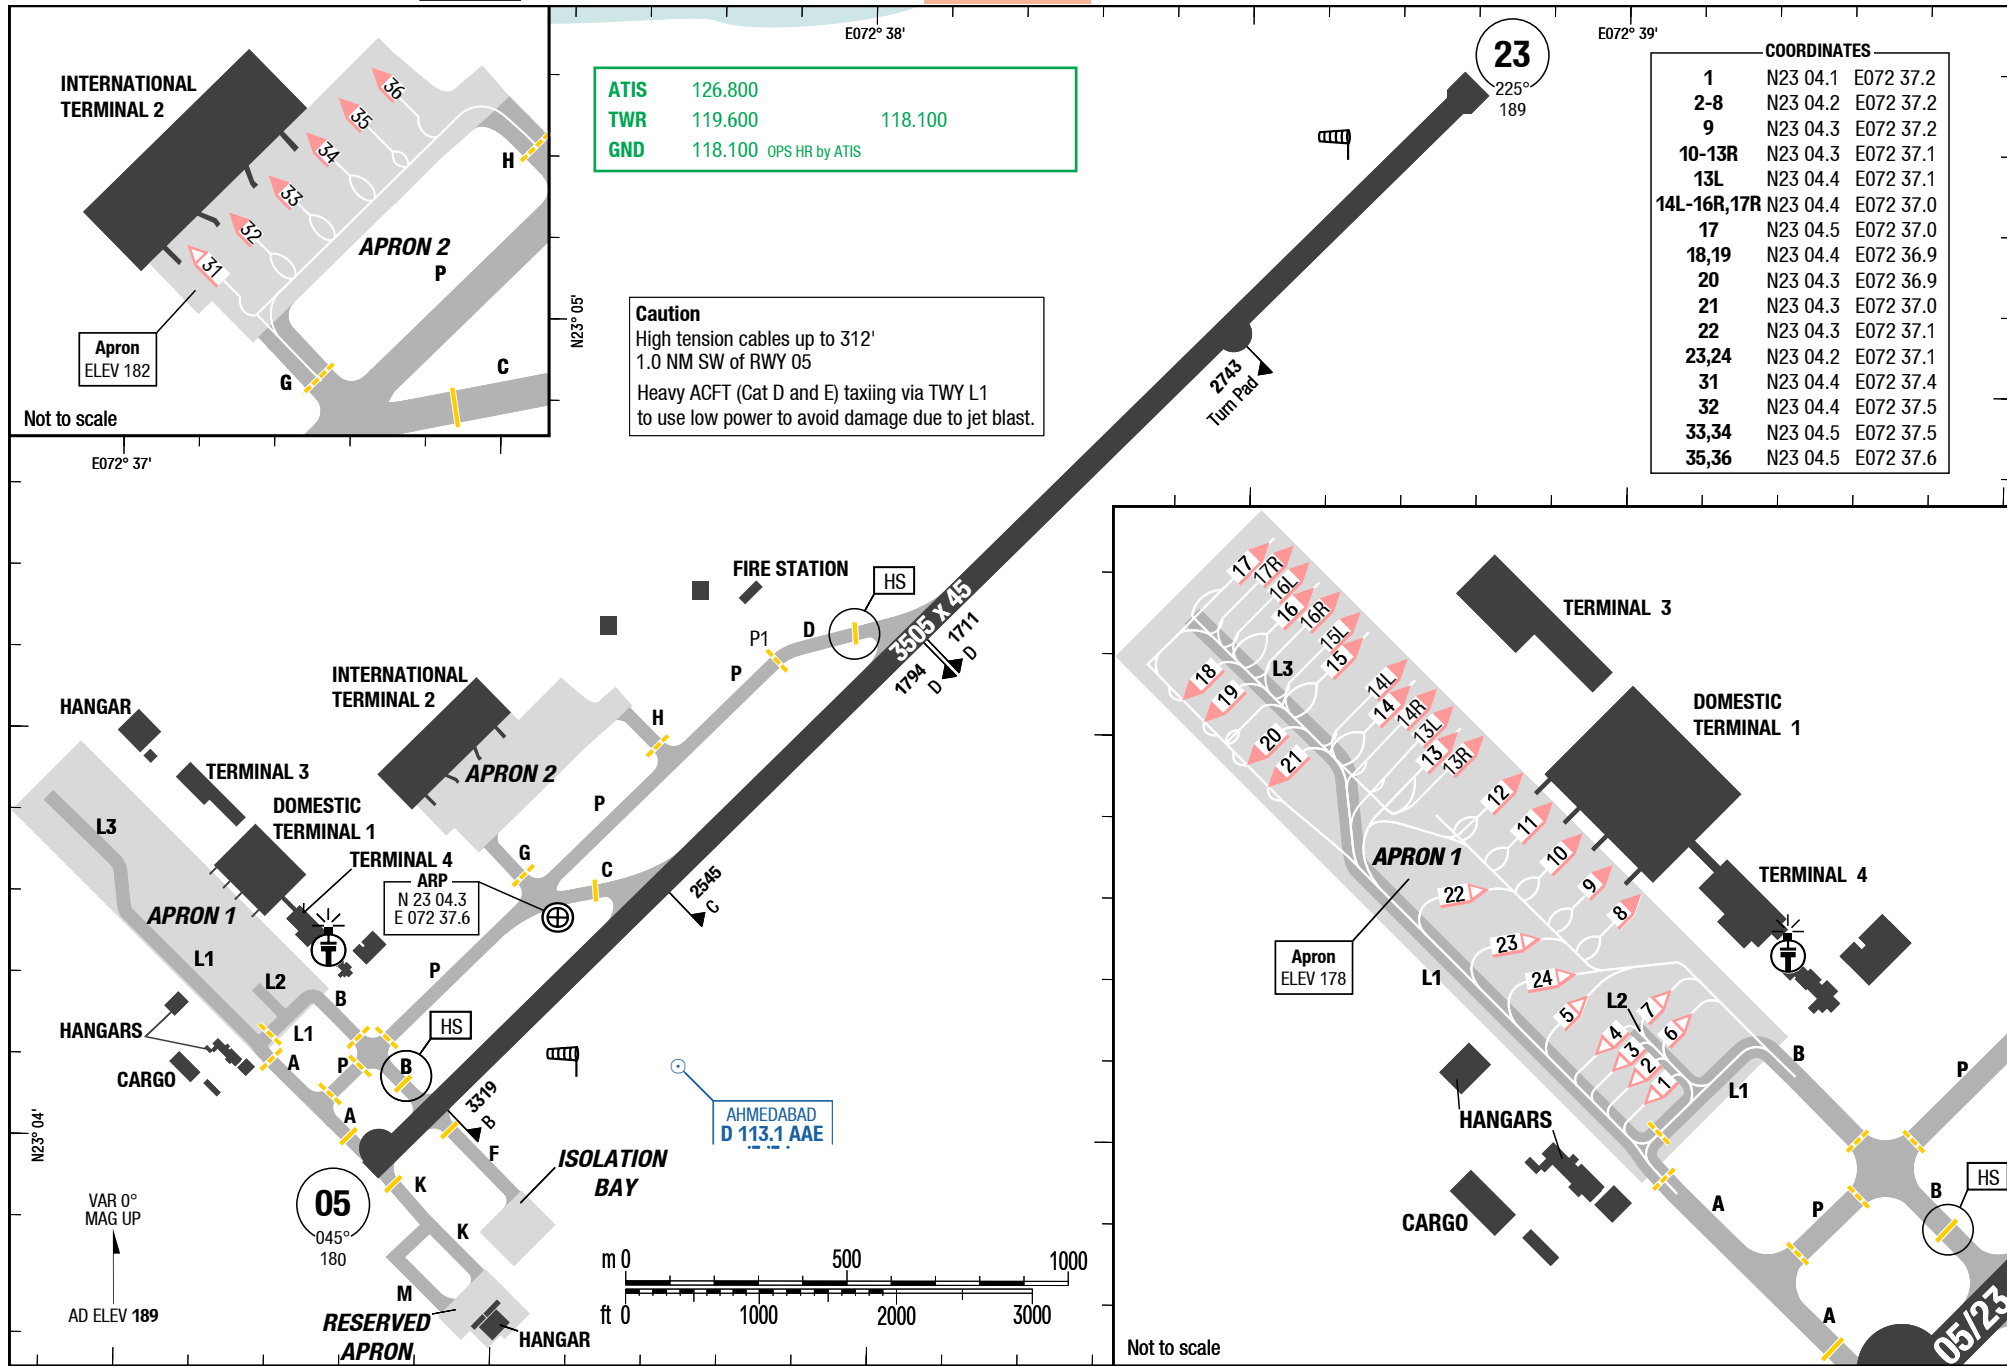 INTERNATIONAL
TERMINAL 2
36
35
34
33
32
31
H
APRON 2
P
Apron
ELEV 182
G
C
Not to scale
E072° 38'
E072° 39'
N23° 05'
ATIS 126.800
TWR 119.600 118.100
GND 118.100 OPS HR by ATIS
Caution
High tension cables up to 312'
1.0 NM SW of RWY 05
Heavy ACFT (Cat D and E) taxiing via TWY L1
to use low power to avoid damage due to jet blast.
23
225°
189
COORDINATES
1 N23 04.1 E072 37.2
2-8 N23 04.2 E072 37.2
9 N23 04.3 E072 37.2
10-13R N23 04.3 E072 37.1
13L N23 04.4 E072 37.1
14L-16R,17R N23 04.4 E072 37.0
17 N23 04.5 E072 37.0
18,19 N23 04.4 E072 36.9
20 N23 04.3 E072 36.9
21 N23 04.3 E072 37.0
22 N23 04.3 E072 37.1
23,24 N23 04.2 E072 37.1
31 N23 04.4 E072 37.4
32 N23 04.4 E072 37.5
33,34 N23 04.5 E072 37.5
35,36 N23 04.5 E072 37.6
2743
Turn Pad
E072° 37'
FIRE STATION
HS
P1
D
3505 X 45
1711
D
1794
D
P
INTERNATIONAL
TERMINAL 2
H
HANGAR
APRON 2
TERMINAL 3
P
DOMESTIC
TERMINAL 1
L3
G
C
TERMINAL 4
ARP
N 23 04.3
E 072 37.6
2545
C
APRON 1
L1
P
L2
B
HANGARS
L1
HS
A
P
B
CARGO
3319
B
A
AHMEDABAD
D 113.1 AAE
N23° 04'
F
ISOLATION
BAY
K
05
045°
180
VAR 0°
MAG UP
K
M
AD ELEV 189
RESERVED
APRON
HANGAR
m 0 500 1000
ft 0 1000 2000 3000
17
17R
16L
16
16R
15L
15
L3
14L
14
14R
13L
13
13R
18
19
20
21
12
11
10
9
8
TERMINAL 3
DOMESTIC
TERMINAL 1
APRON 1
TERMINAL 4
22
23
24
Apron
ELEV 178
L1
L2
5
7
6
4
3
2
1
B
P
L1
HANGARS
A
P
B
HS
CARGO
A
05/23
Not to scale